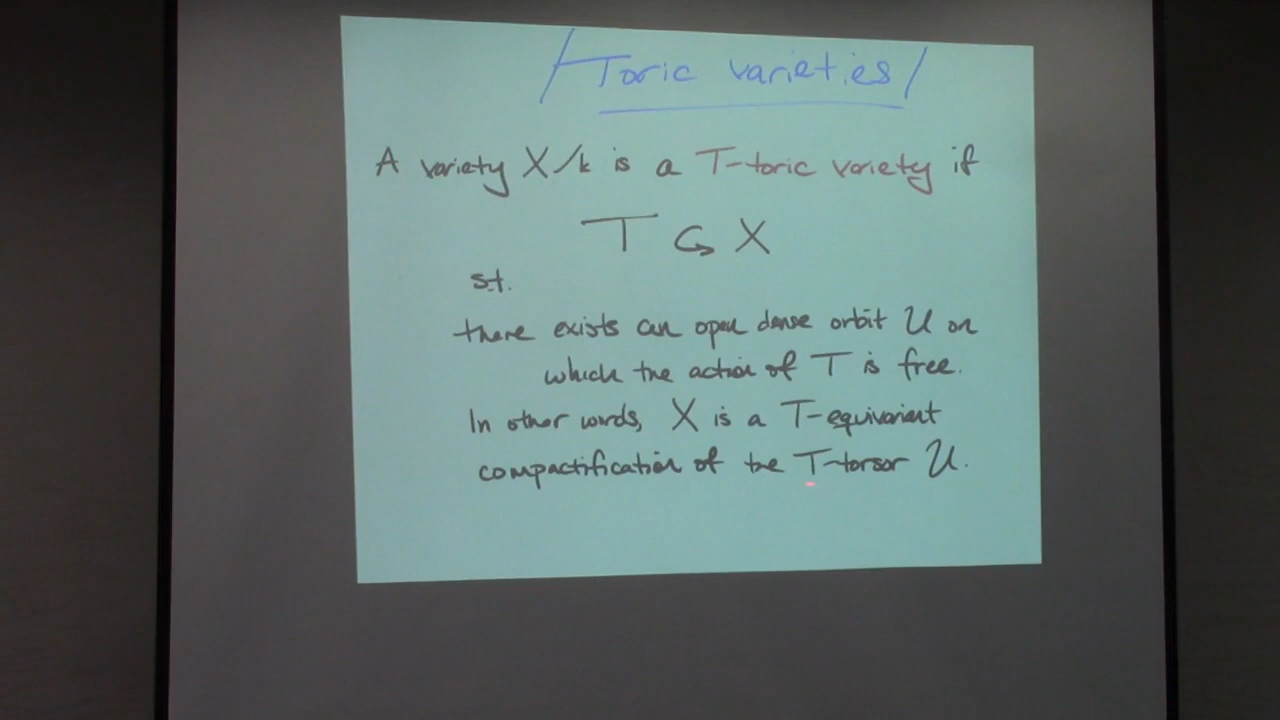 /Toric varieties/
A variety X/k is a T-toric variety if
T ↪ X
st.
there exists an open dense orbit U on
which the action of T is free.
In other words, X is a T-equivariant
compactification of the T-torsor U.